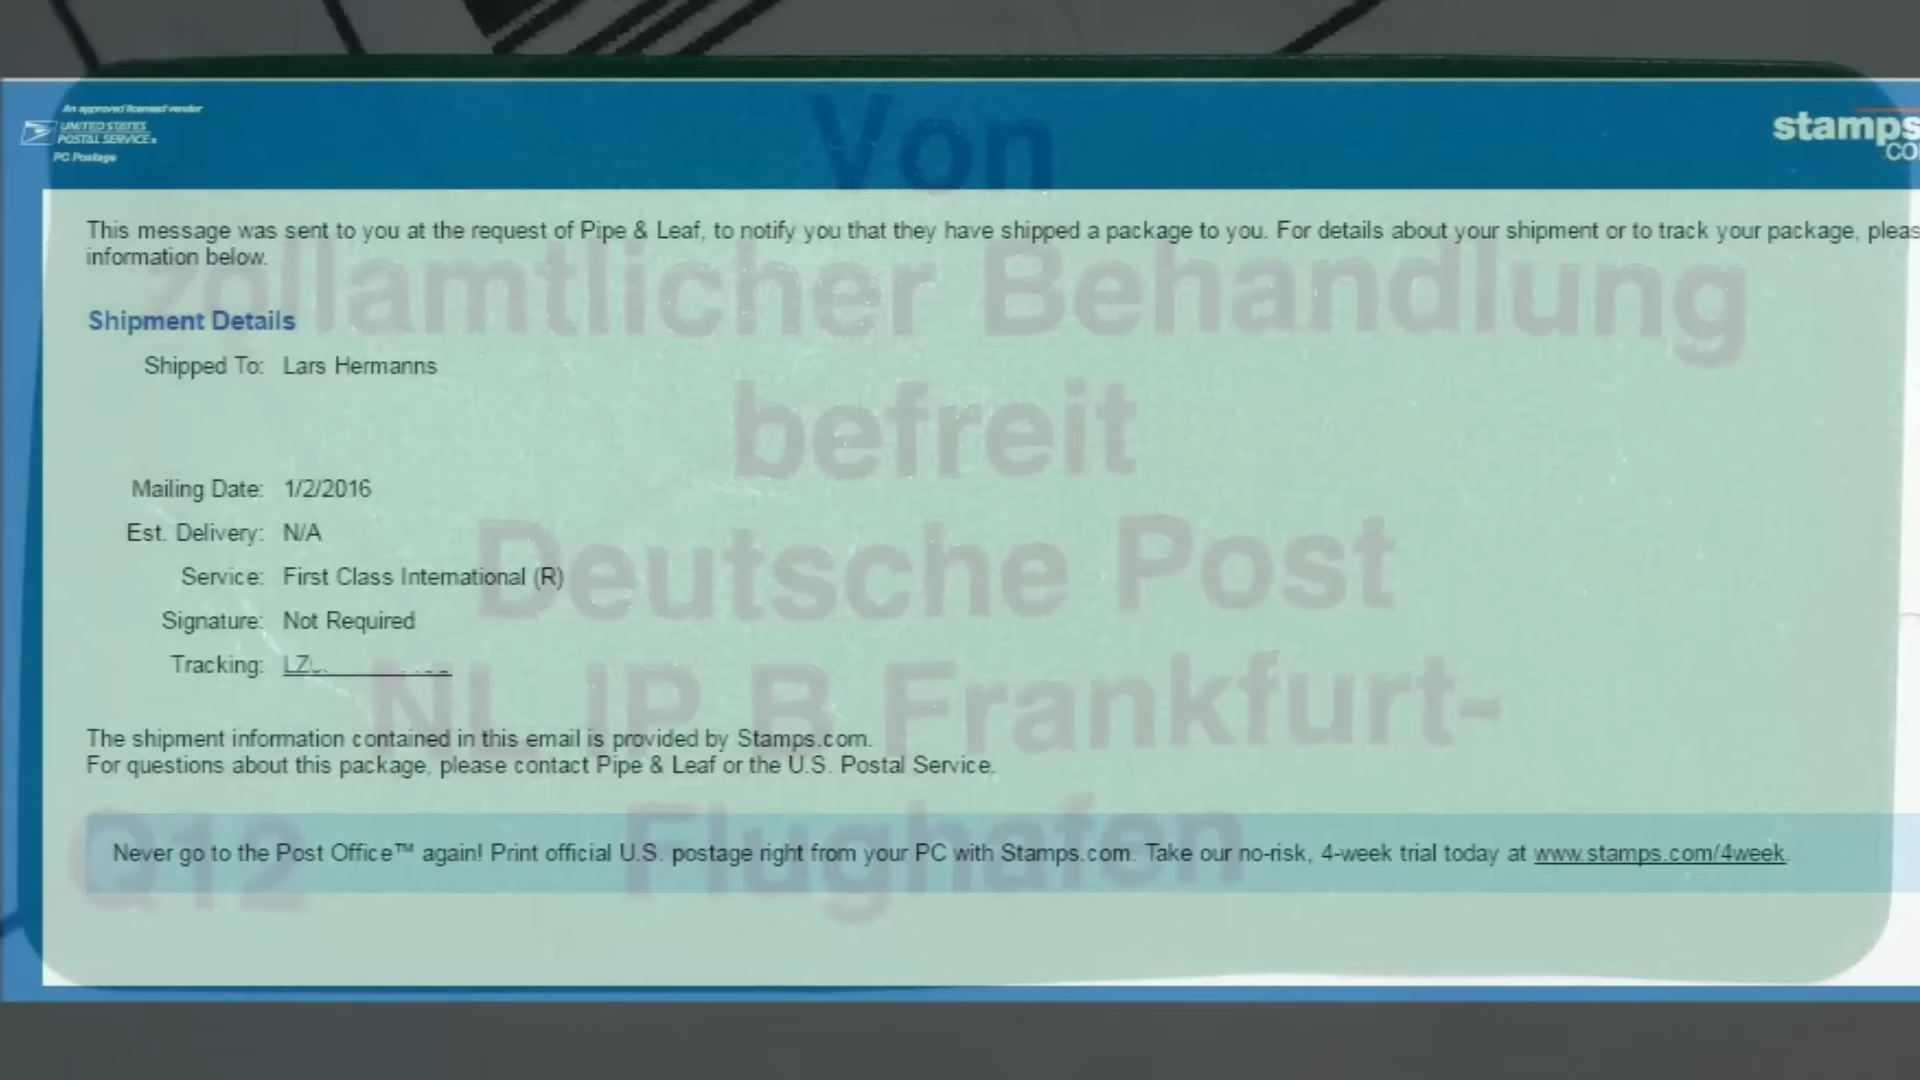 An approved licensed vendor
UNITED STATES
POSTAL SERVICE®
PC Postage
stamps
This message was sent to you at the request of Pipe & Leaf, to notify you that they have shipped a package to you. For details about your shipment or to track your package,
information below.
Shipment Details
Shipped To: Lars Hermanns
Mailing Date: 1/2/2016
Est. Delivery: N/A
Service: First Class International (R)
Signature: Not Required
Tracking:
The shipment information contained in this email is provided by Stamps.com.
For questions about this package, please contact Pipe & Leaf or the U.S. Postal Service.
Never go to the Post Office™ again! Print official U.S. postage right from your PC with Stamps.com. Take our no-risk, 4-week trial today at www.stamps.com/4week.
Von
zollamtlicher Behandlung
befreit
Deutsche Post
NL IP B Frankfurt-
Flughafen
Q12